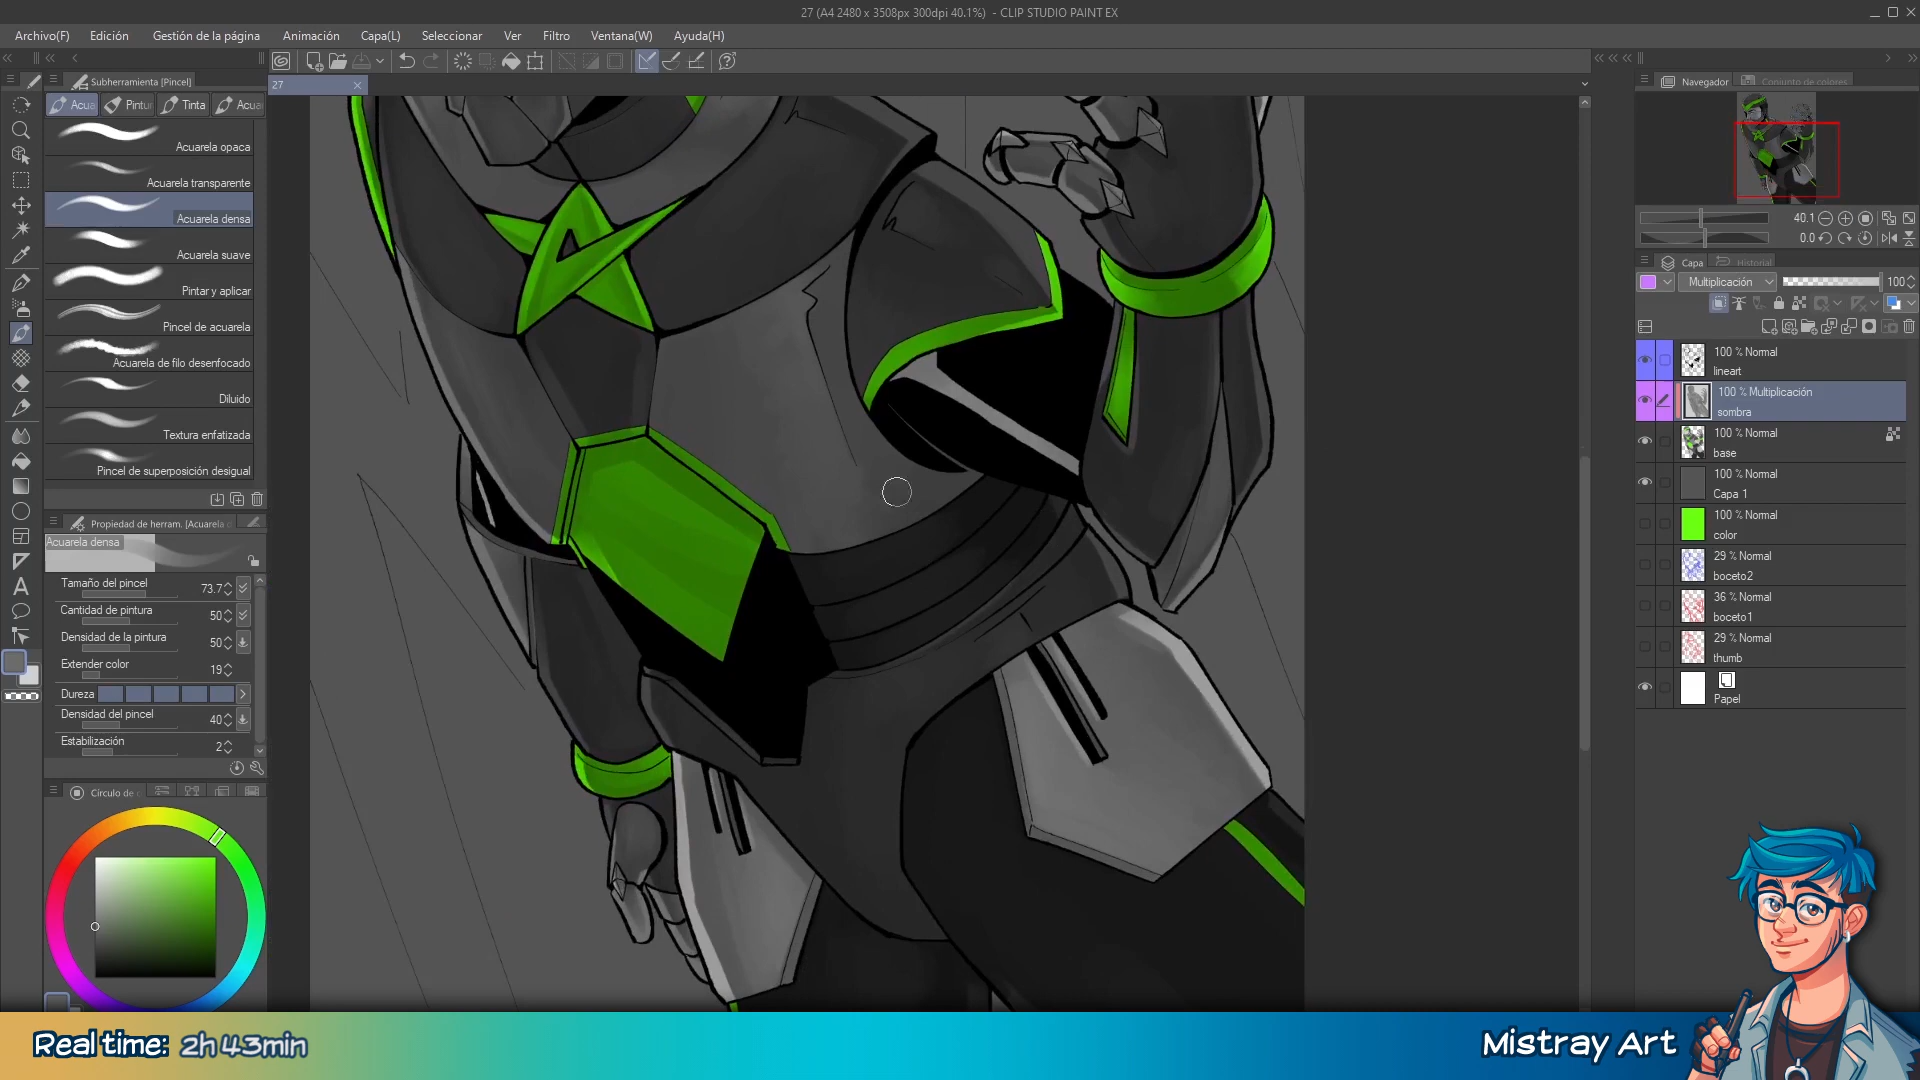 27 (A4 2480 x 3508px 300dpi 40.1%) - CLIP STUDIO PAINT EX
Archivo(F) Edición Gestión de la página Animación Capa(L) Seleccionar Ver Filtro Ventana(W) Ayuda(H)
Subherramienta [Pincel]
Acua Pintur Tinta Acua
27
Acuarela opaca
Acuarela transparente
Acuarela densa
Acuarela suave
Pintar y aplicar
Pincel de acuarela
Acuarela de filo desenfocado
Diluido
Textura enfatizada
Pincel de superposición desigual
Propiedad de herram. [Acuarela d
Acuarela densa
Tamaño del pincel 73.7
Cantidad de pintura 50
Densidad de la pintura 50
Extender color 19
Dureza
Densidad del pincel 40
Estabilización 2
Círculo de c
Navegador Conjunto de colores
40.1
0.0
Capa Historial
Multiplicación 100
100 % Normal
lineart
100 % Multiplicación
sombra
100 % Normal
base
100 % Normal
Capa 1
100 % Normal
color
29 % Normal
boceto2
36 % Normal
boceto1
29 % Normal
thumb
Papel
Real time: 2h 43min
Mistray Art